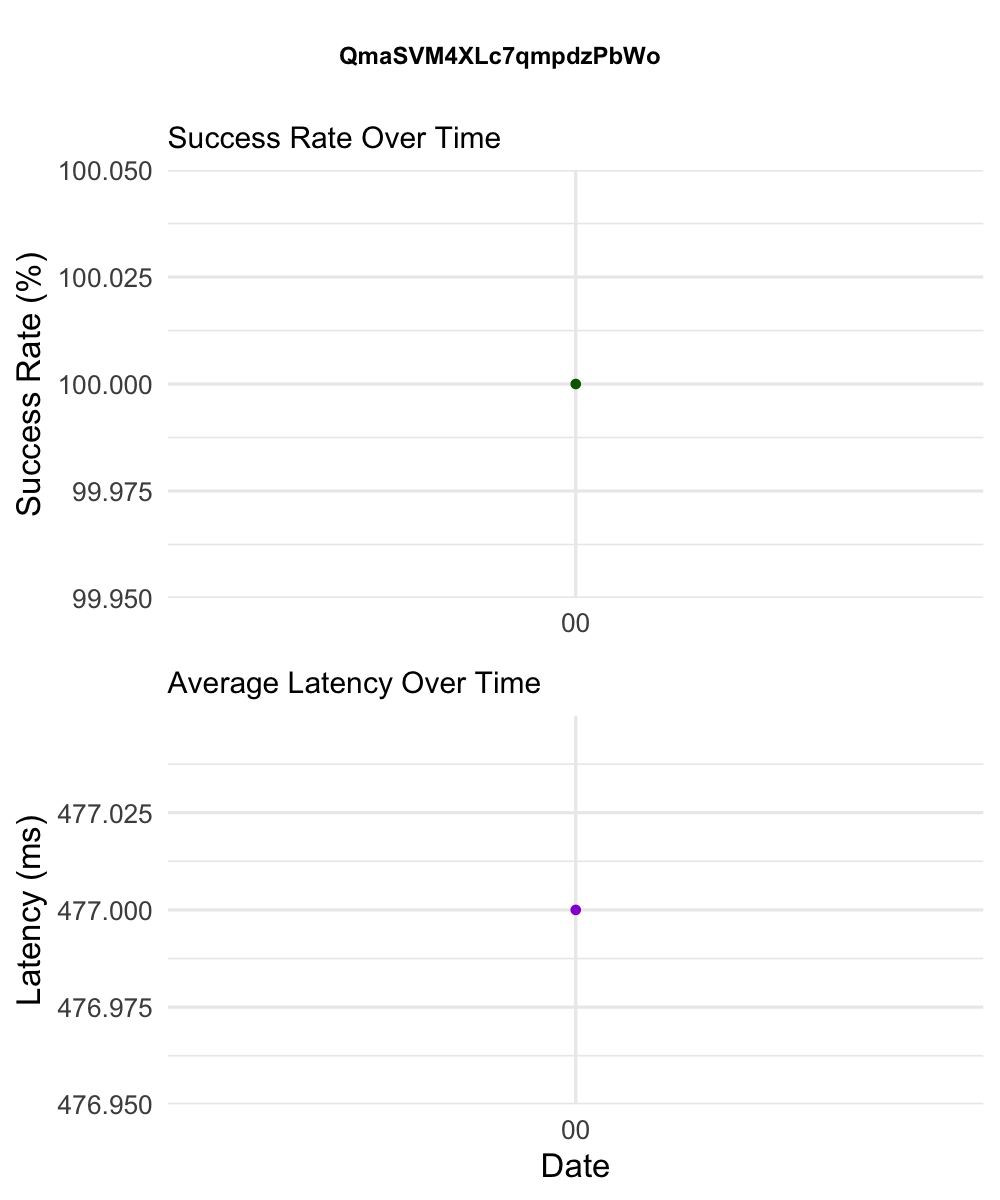 QmaSVM4XLc7qmpdzPbWo
Success Rate Over Time
100.050
100.025
100.000
99.975
99.950
Success Rate (%)
00
Average Latency Over Time
477.025
477.000
476.975
476.950
Latency (ms)
00
Date